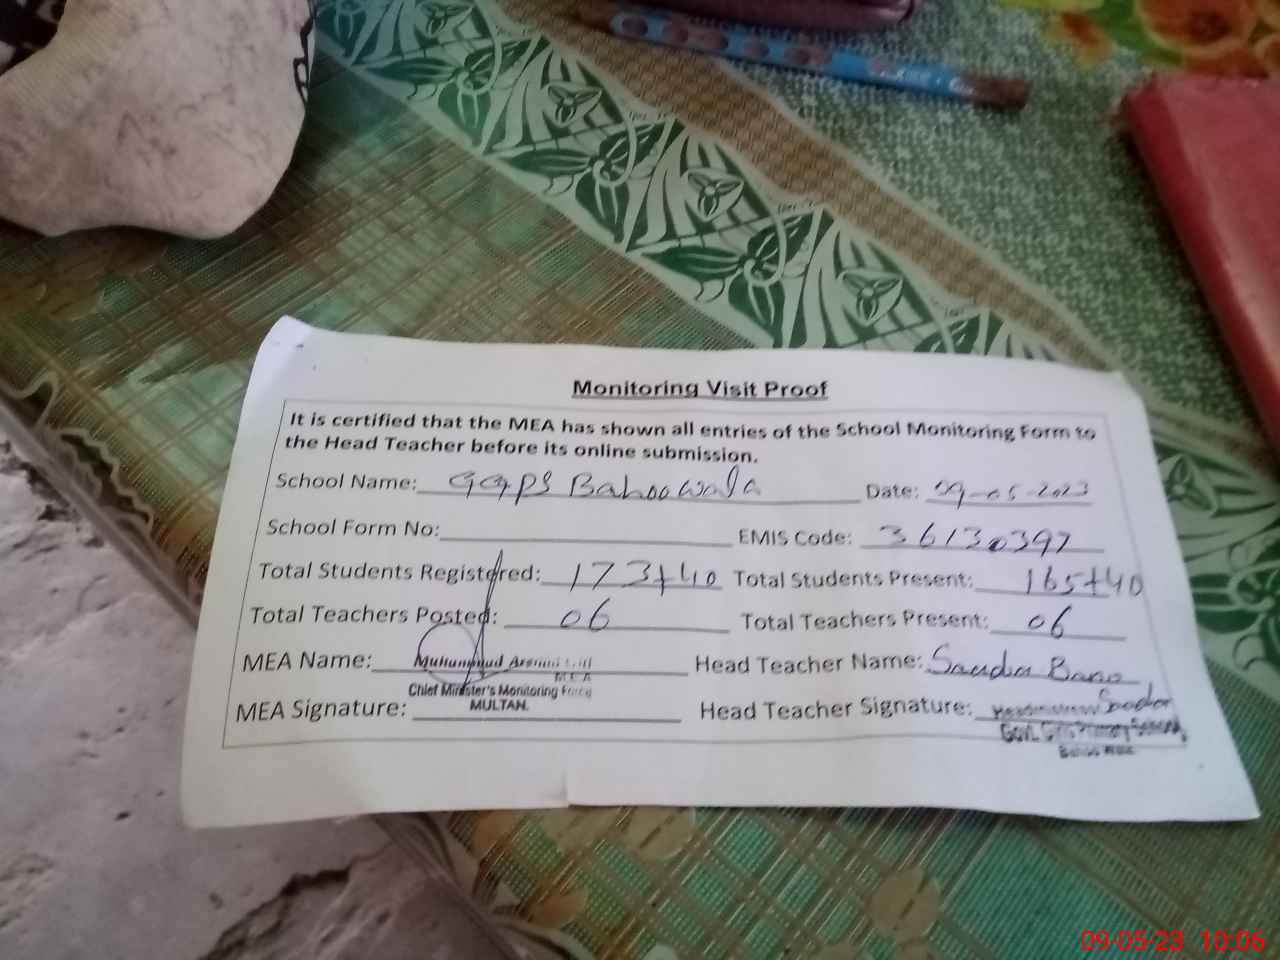 Monitoring Visit Proof
It is certified that the MEA has shown all entries of the School Monitoring Form to
the Head Teacher before its online submission.
School Name: GGPS Bahoowala Date: 09-05-2023
School Form No: EMIS Code: 36130397
Total Students Registered: 173+40 Total Students Present: 165+40
Total Teachers Posted: 06 Total Teachers Present: 06
MEA Name: Muhammad Head Teacher Name: Bano
M.E.A
Chief Minister's Monitoring Force
MULTAN.
MEA Signature: Head Teacher Signature: Headmistress
Govt. Girls Primary School,
09-05-23 10:06